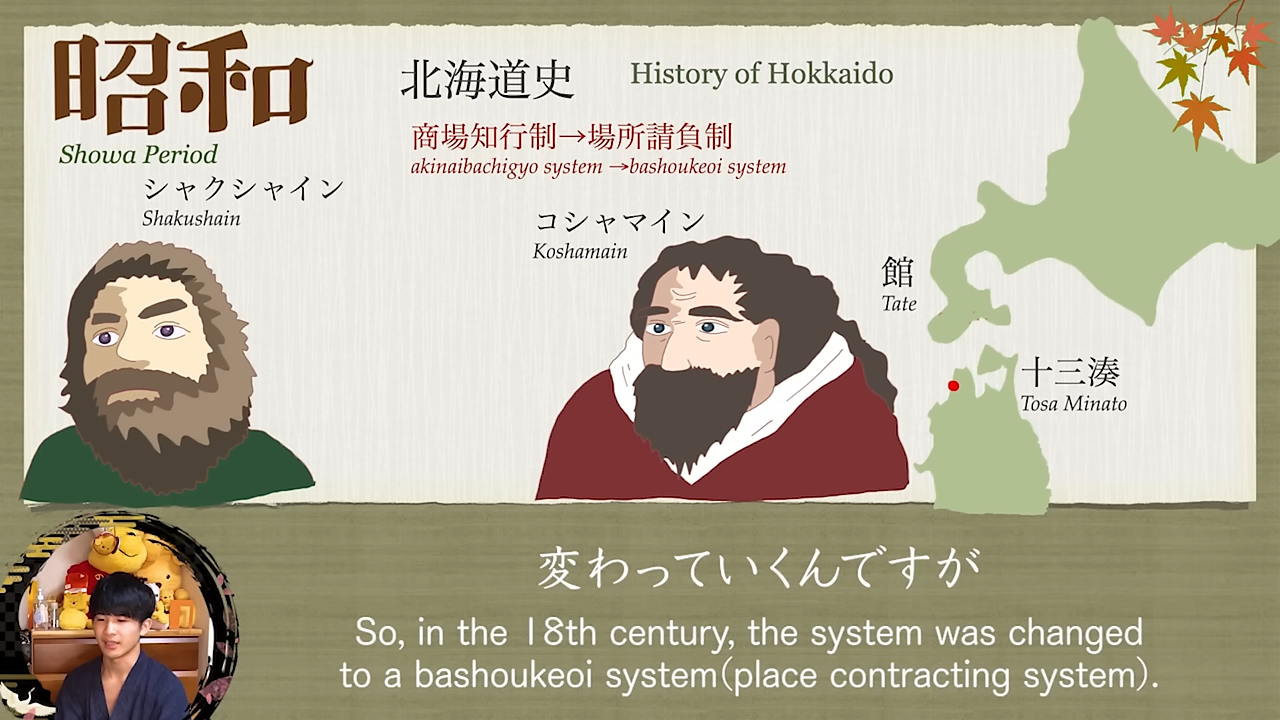 昭和
Showa Period
北海道史
History of Hokkaido
商場知行制→場所請負制
akinaibachigyo system →bashoukeoi system
シャクシャイン
Shakushain
コシャマイン
Koshamain
館
Tate
十三湊
Tosa Minato
変わっていくんですが
So, in the 18th century, the system was changed
to a bashoukeoi system(place contracting system).